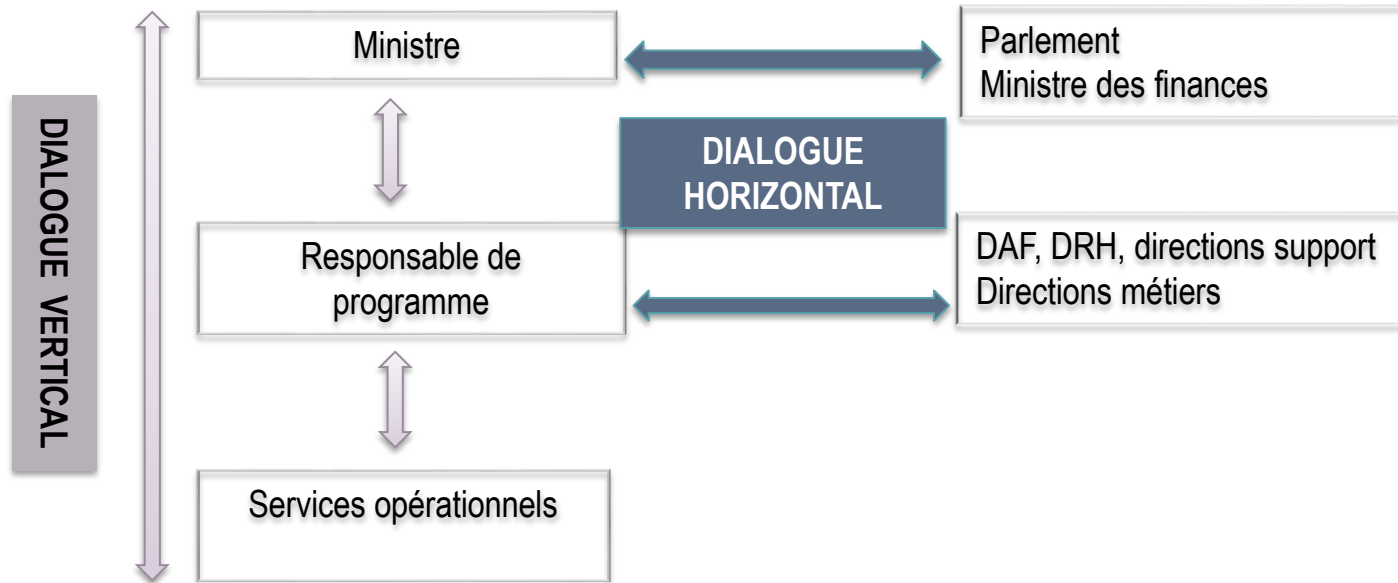 DIALOGUE VERTICAL
Ministre
Parlement
Ministre des finances
DIALOGUE
HORIZONTAL
Responsable de
programme
DAF, DRH, directions support
Directions métiers
Services opérationnels